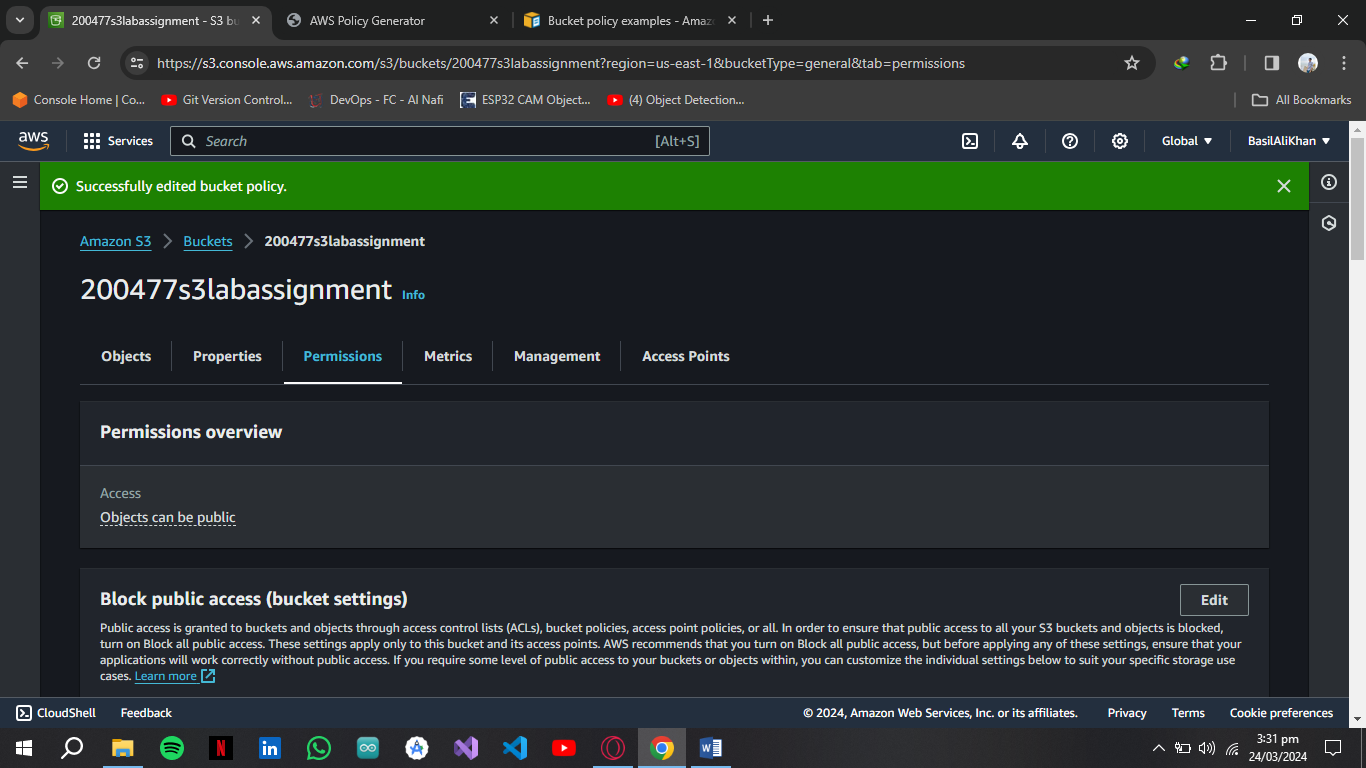 200477s3labassignment - S3 bu
AWS Policy Generator
Bucket policy examples - Amaz
https://s3.console.aws.amazon.com/s3/buckets/200477s3labassignment?region=us-east-1&bucketType=general&tab=permissions
Console Home | Co...
Git Version Control...
DevOps - FC - Al Nafi
ESP32 CAM Object...
(4) Object Detection...
All Bookmarks
aws
Services
Search
[Alt+S]
Global
BasilAliKhan
Successfully edited bucket policy.
Amazon S3
Buckets
200477s3labassignment
200477s3labassignment Info
Objects
Properties
Permissions
Metrics
Management
Access Points
Permissions overview
Access
Objects can be public
Block public access (bucket settings)
Edit
Public access is granted to buckets and objects through access control lists (ACLs), bucket policies, access point policies, or all. In order to ensure that public access to all your S3 buckets and objects is blocked,
turn on Block all public access. These settings apply only to this bucket and its access points. AWS recommends that you turn on Block all public access, but before applying any of these settings, ensure that your
applications will work correctly without public access. If you require some level of public access to your buckets or objects within, you can customize the individual settings below to suit your specific storage use
cases. Learn more
CloudShell
Feedback
© 2024, Amazon Web Services, Inc. or its affiliates.
Privacy
Terms
Cookie preferences
3:31 pm
24/03/2024